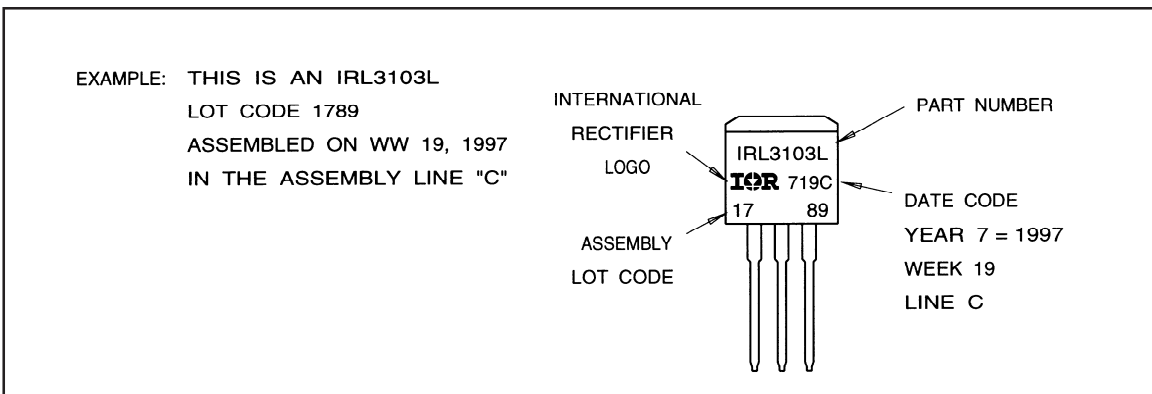 EXAMPLE: THIS IS AN IRL3103L
LOT CODE 1789
ASSEMBLED ON WW 19, 1997
IN THE ASSEMBLY LINE "C"
INTERNATIONAL
RECTIFIER
LOGO
ASSEMBLY
LOT CODE
IRL3103L
IOR 719C
17 89
PART NUMBER
DATE CODE
YEAR 7 = 1997
WEEK 19
LINE C